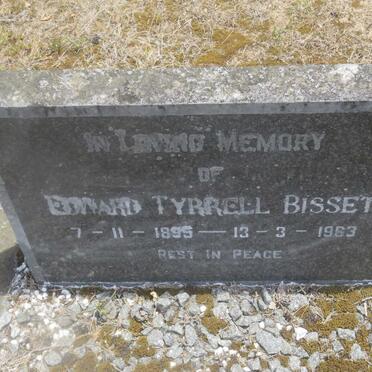 IN LOVING MEMORY
OF
EDWARD TYRRELL BISSET
7 - 11 - 1895 — 13 - 3 - 1963
REST IN PEACE